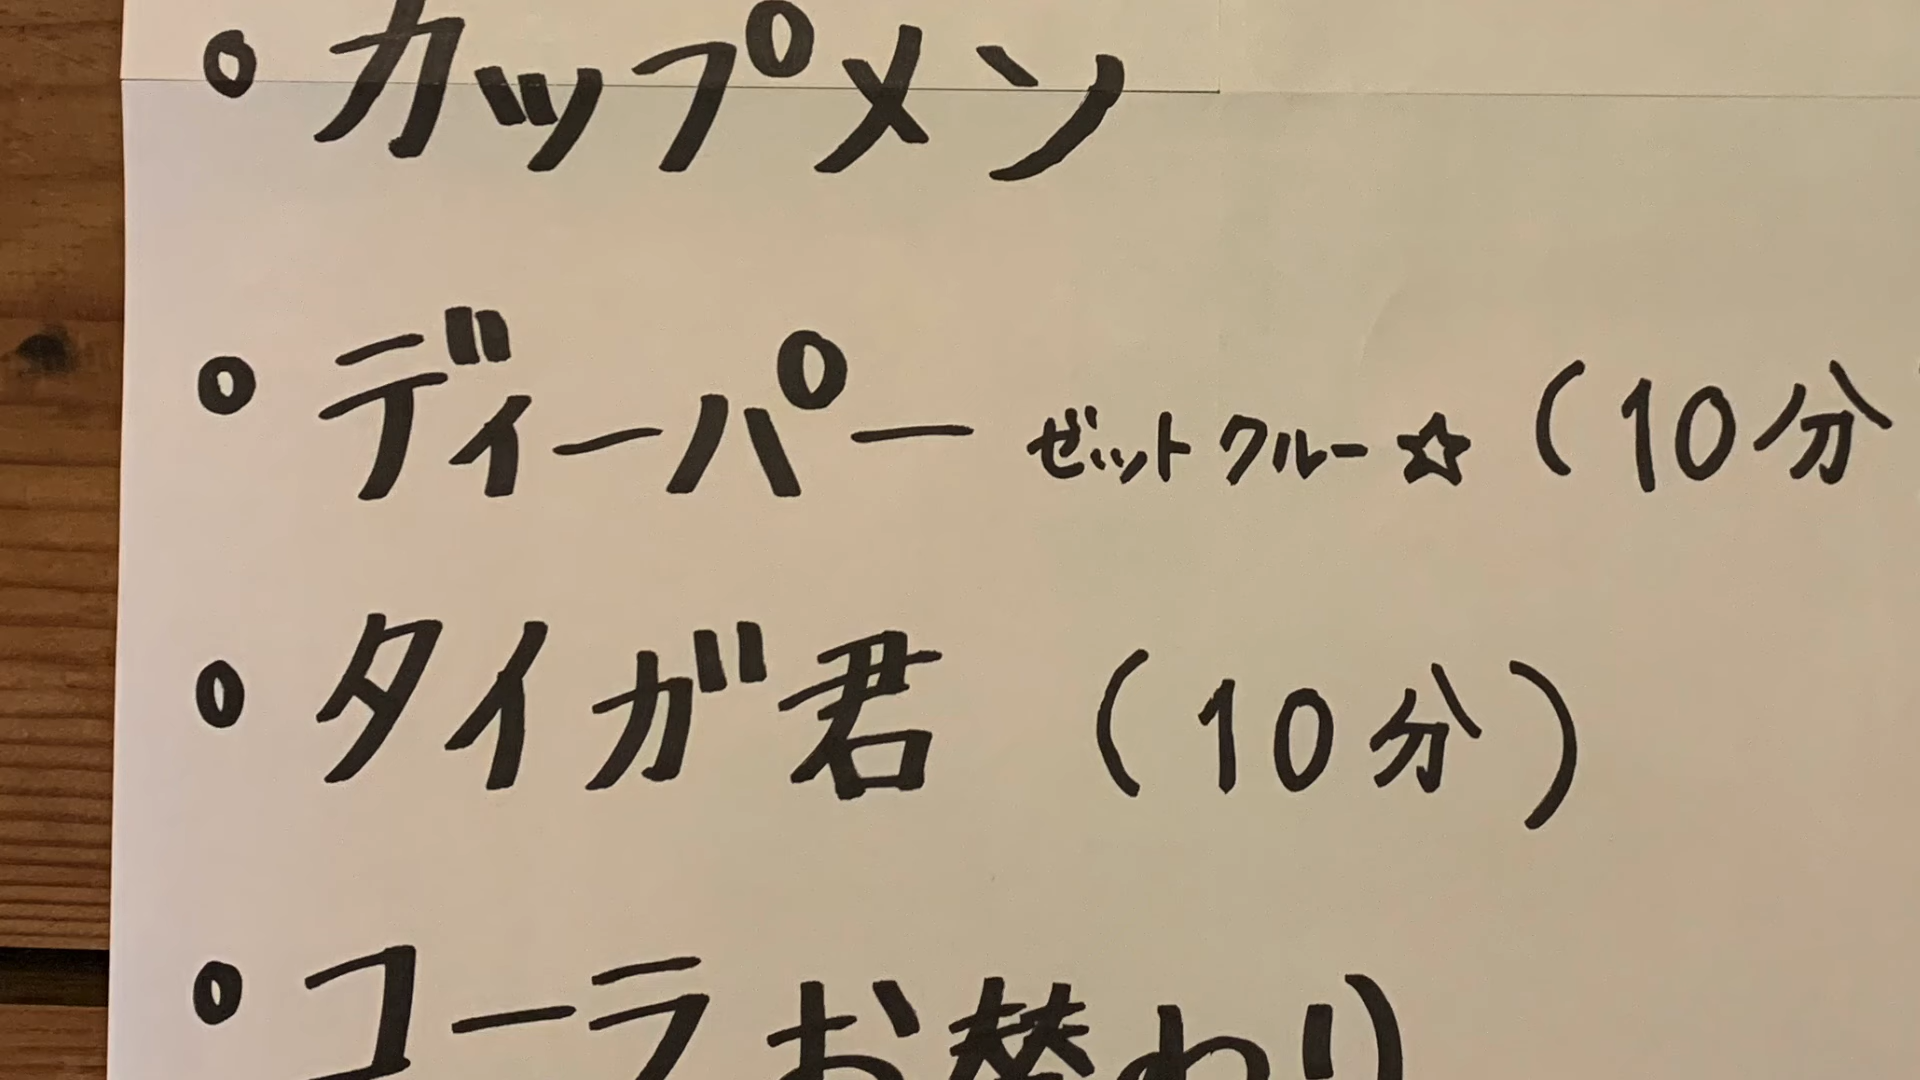 ° カップメン
° ディーパー ゼット クルー ☆ (10分
° タイガ君 (10分)
° コーラお替わり